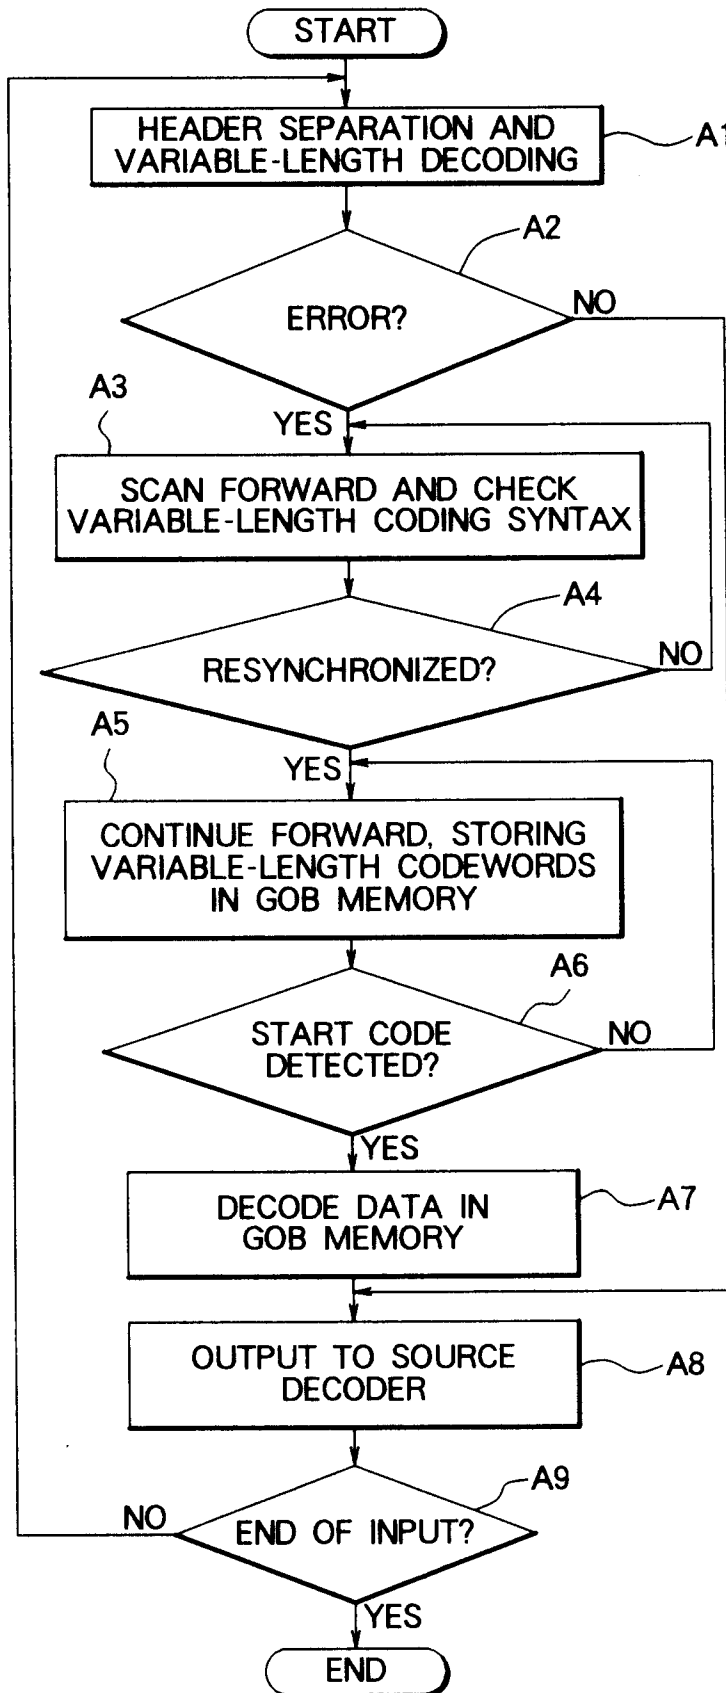 START
HEADER SEPARATION AND
VARIABLE-LENGTH DECODING
A1
A2
ERROR?
NO
YES
A3
SCAN FORWARD AND CHECK
VARIABLE-LENGTH CODING SYNTAX
A4
RESYNCHRONIZED?
NO
YES
A5
CONTINUE FORWARD, STORING
VARIABLE-LENGTH CODEWORDS
IN GOB MEMORY
A6
START CODE
DETECTED?
NO
YES
DECODE DATA IN
GOB MEMORY
A7
OUTPUT TO SOURCE
DECODER
A8
A9
END OF INPUT?
NO
YES
END